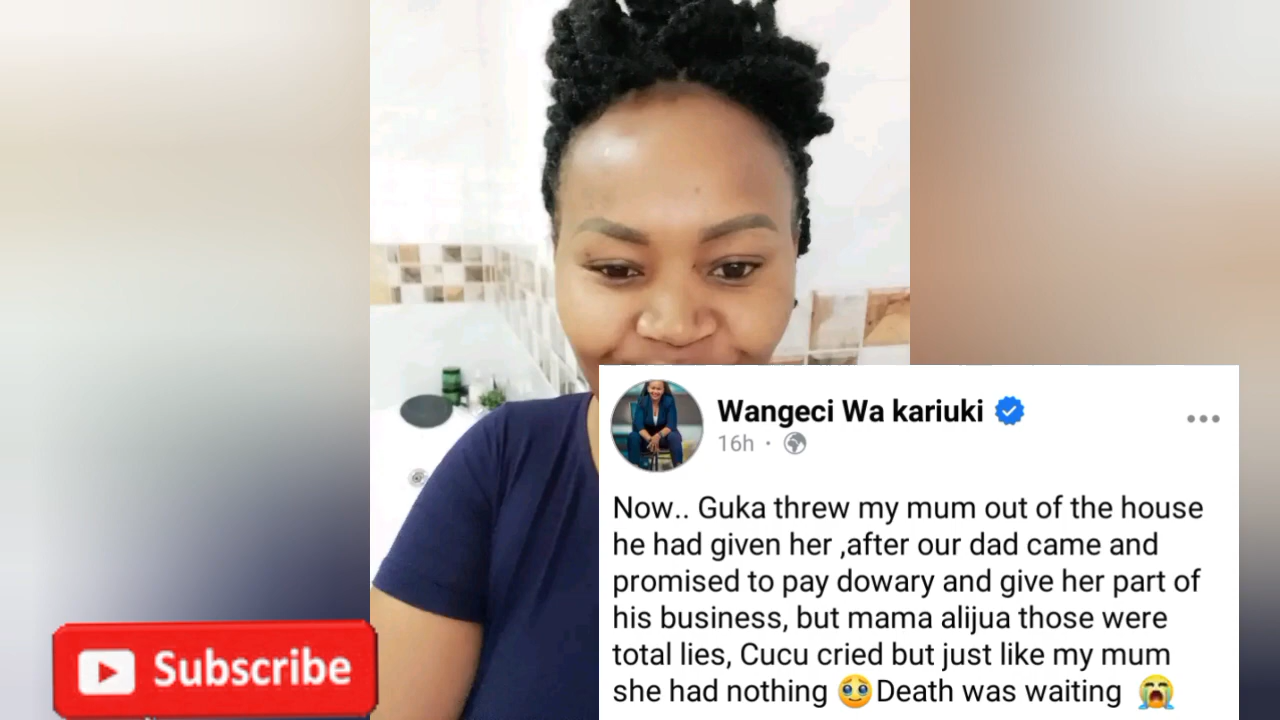 Wangeci Wa kariuki
16h
Now.. Guka threw my mum out of the house
he had given her ,after our dad came and
promised to pay dowary and give her part of
his business, but mama alijua those were
total lies, Cucu cried but just like my mum
she had nothing 🥹Death was waiting 😭
Subscribe